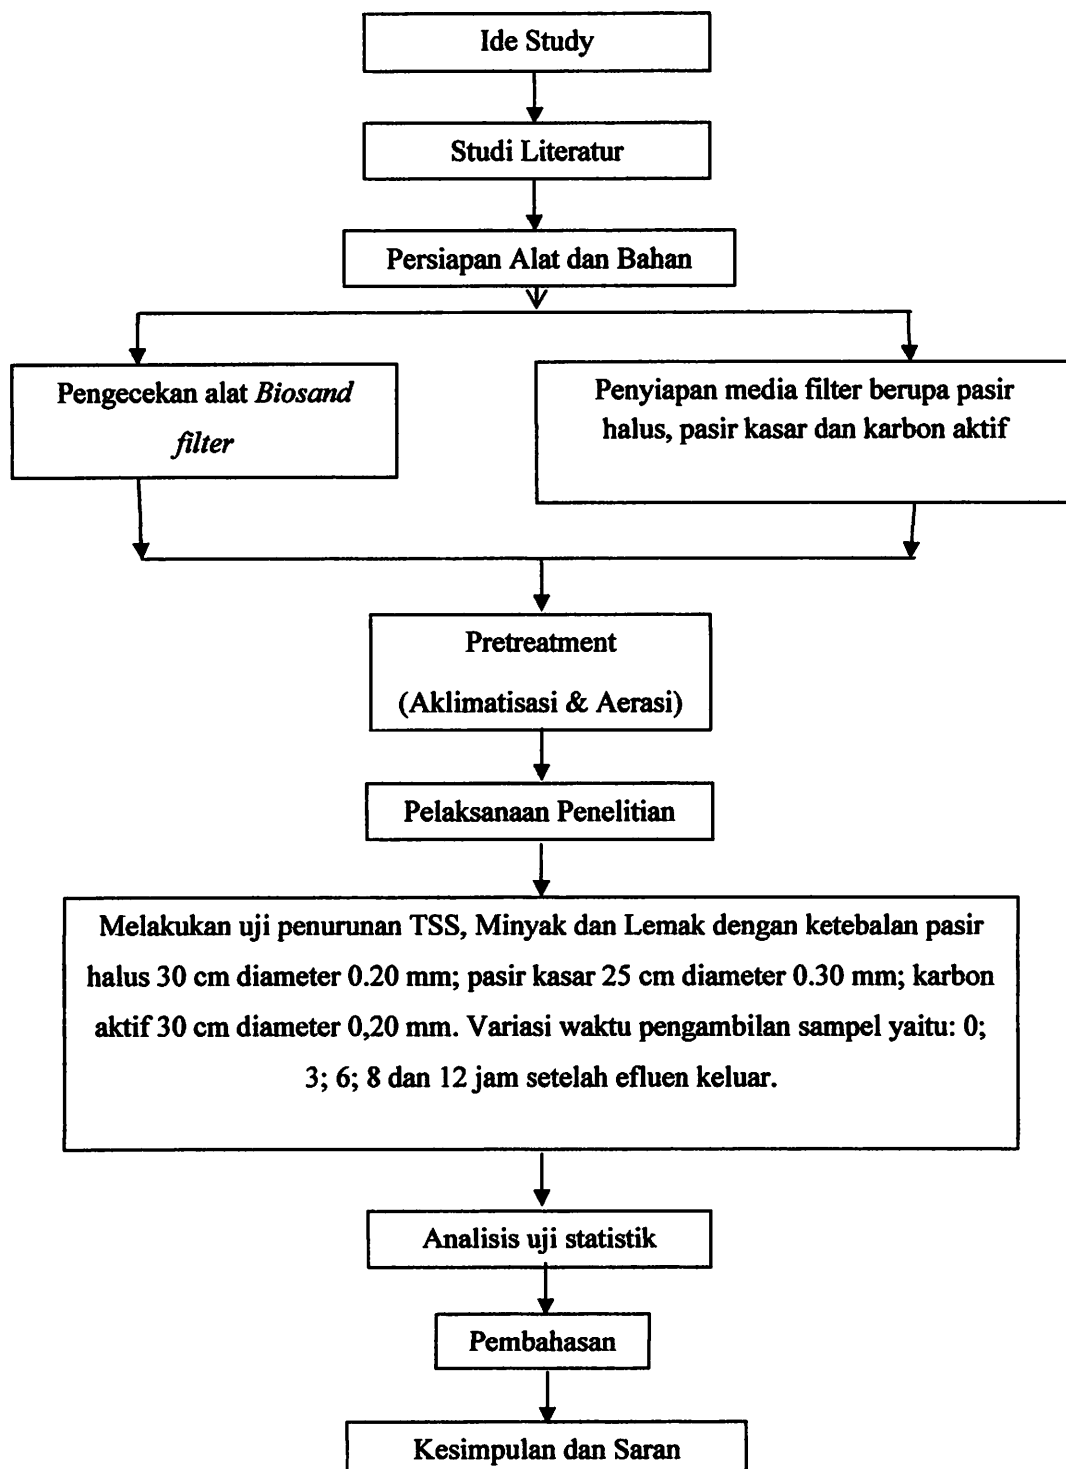 Ide Study
Studi Literatur
Persiapan Alat dan Bahan
Pengecekan alat Biosand
filter
Penyiapan media filter berupa pasir
halus, pasir kasar dan karbon aktif
Pretreatment
(Aklimatisasi & Aerasi)
Pelaksanaan Penelitian
Melakukan uji penurunan TSS, Minyak dan Lemak dengan ketebalan pasir
halus 30 cm diameter 0.20 mm; pasir kasar 25 cm diameter 0.30 mm; karbon
aktif 30 cm diameter 0,20 mm. Variasi waktu pengambilan sampel yaitu: 0;
3; 6; 8 dan 12 jam setelah efluen keluar.
Analisis uji statistik
Pembahasan
Kesimpulan dan Saran